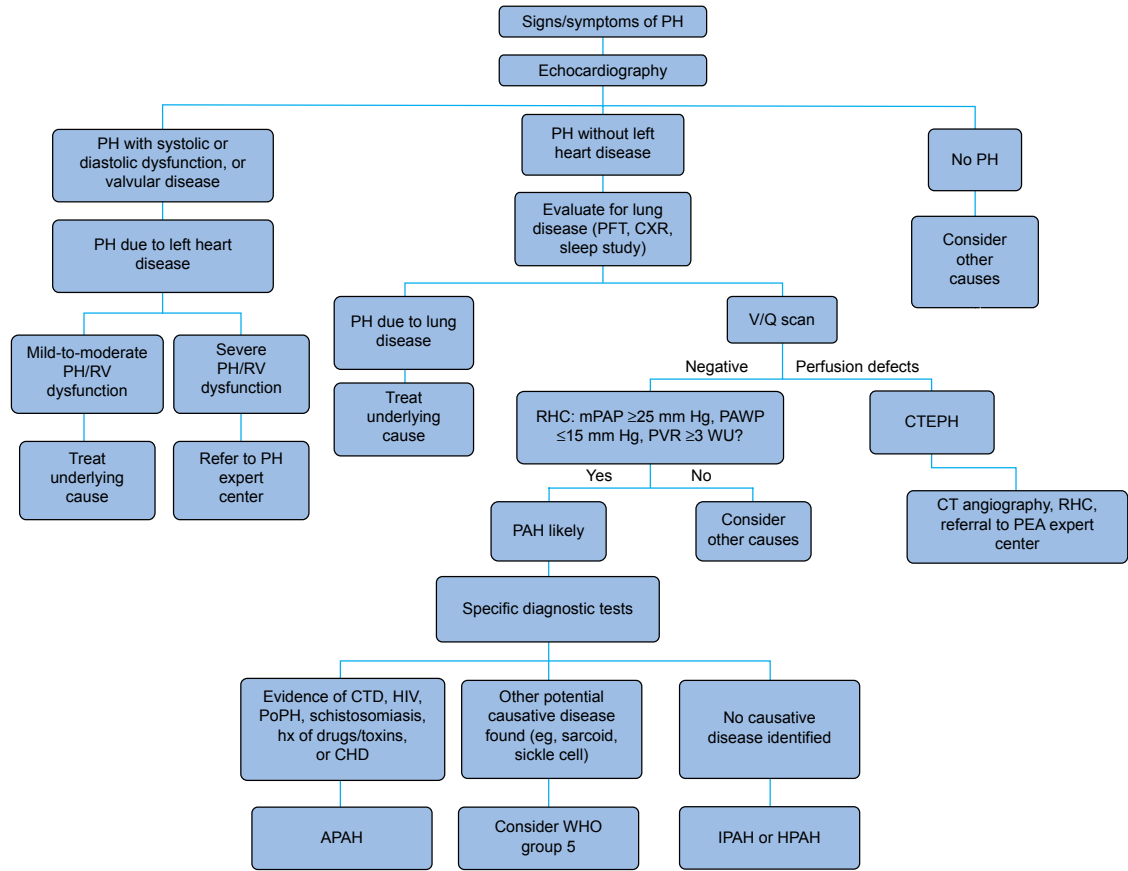 Signs/symptoms of PH
Echocardiography
PH with systolic or
diastolic dysfunction, or
valvular disease
PH without left
heart disease
No PH
PH due to left heart
disease
Evaluate for lung
disease (PFT, CXR,
sleep study)
Consider
other
causes
Mild-to-moderate
PH/RV
dysfunction
Severe
PH/RV
dysfunction
PH due to lung
disease
V/Q scan
Negative
Perfusion defects
Treat
underlying
cause
Refer to PH
expert
center
Treat
underlying
cause
RHC: mPAP ≥25 mm Hg, PAWP
≤15 mm Hg, PVR ≥3 WU?
CTEPH
Yes
No
PAH likely
Consider
other causes
CT angiography, RHC,
referral to PEA expert
center
Specific diagnostic tests
Evidence of CTD, HIV,
PoPH, schistosomiasis,
hx of drugs/toxins,
or CHD
Other potential
causative disease
found (eg, sarcoid,
sickle cell)
No causative
disease identified
APAH
Consider WHO
group 5
IPAH or HPAH